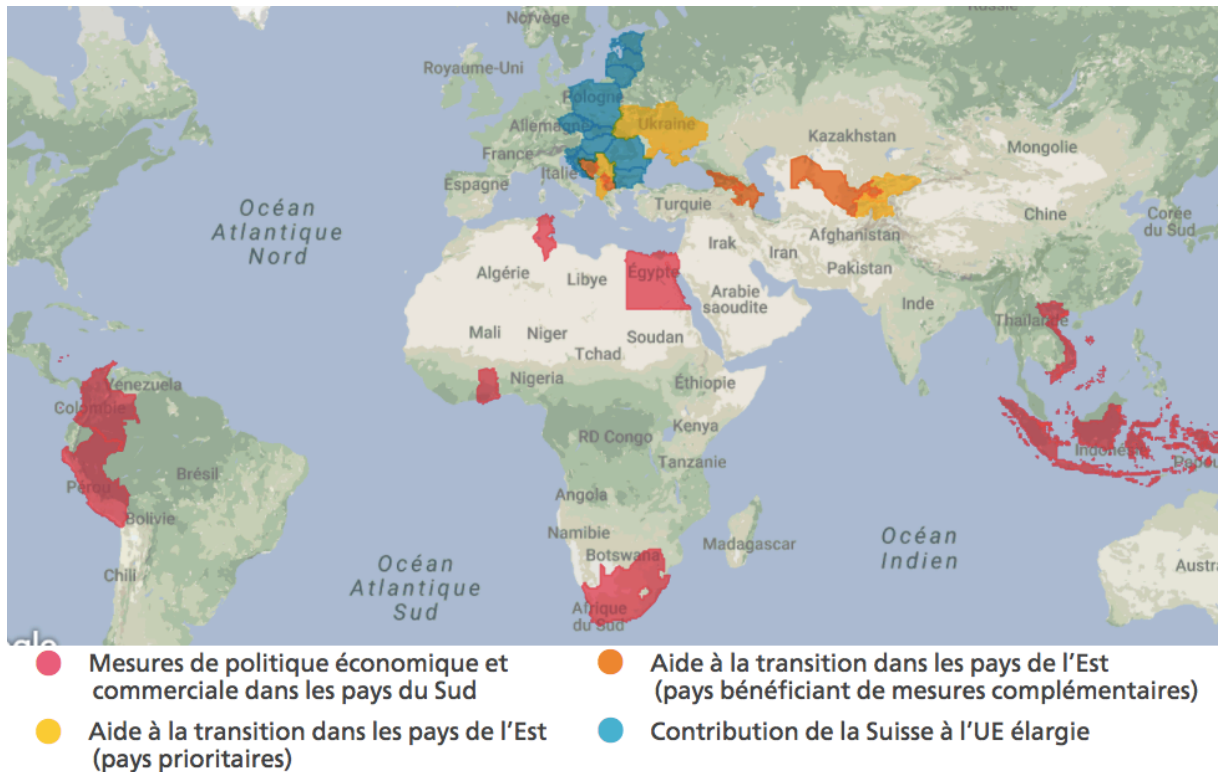 Norvège
Russie
Royaume-Uni
Pologne
Allemagne
Ukraine
Kazakhstan
Mongolie
France
Italie
Espagne
Turquie
Chine
Corée
du Sud
Océan
Atlantique
Nord
Irak
Iran
Afghanistan
Pakistan
Algérie
Libye
Égypte
Arabie
saoudite
Inde
Mali
Niger
Tchad
Soudan
Thaïlande
Nigeria
Éthiopie
Venezuela
Colombie
RD Congo
Kenya
Tanzanie
Indonésie
Brésil
Pérou
Bolivie
Angola
Namibie
Botswana
Madagascar
Océan
Indien
Chili
Océan
Atlantique
Sud
Afrique
du Sud
Austra
ogle
Mesures de politique économique et
commerciale dans les pays du Sud
Aide à la transition dans les pays de l'Est
(pays prioritaires)
Aide à la transition dans les pays de l'Est
(pays bénéficiant de mesures complémentaires)
Contribution de la Suisse à l'UE élargie